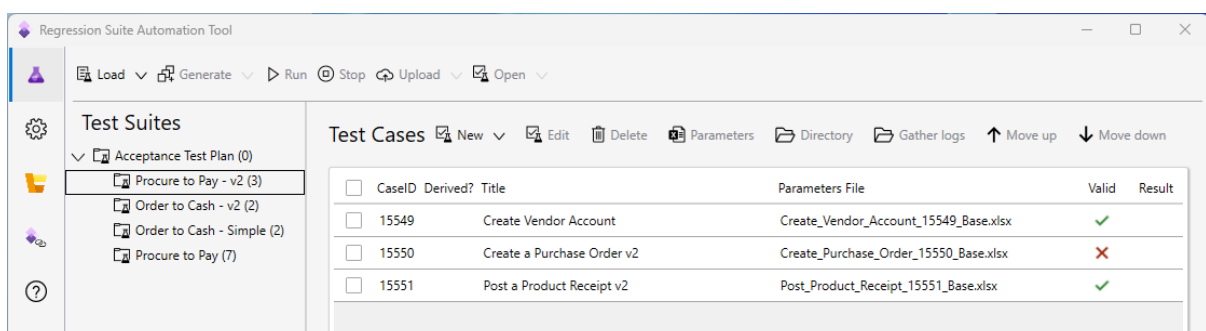 Regression Suite Automation Tool
Load Generate Run Stop Upload Open
Test Suites
Acceptance Test Plan (0)
Procure to Pay - v2 (3)
Order to Cash - v2 (2)
Order to Cash - Simple (2)
Procure to Pay (7)
Test Cases New Edit Delete Parameters Directory Gather logs Move up Move down
CaseID Derived? Title Parameters File Valid Result
15549 Create Vendor Account Create_Vendor_Account_15549_Base.xlsx
15550 Create a Purchase Order v2 Create_Purchase_Order_15550_Base.xlsx
15551 Post a Product Receipt v2 Post_Product_Receipt_15551_Base.xlsx